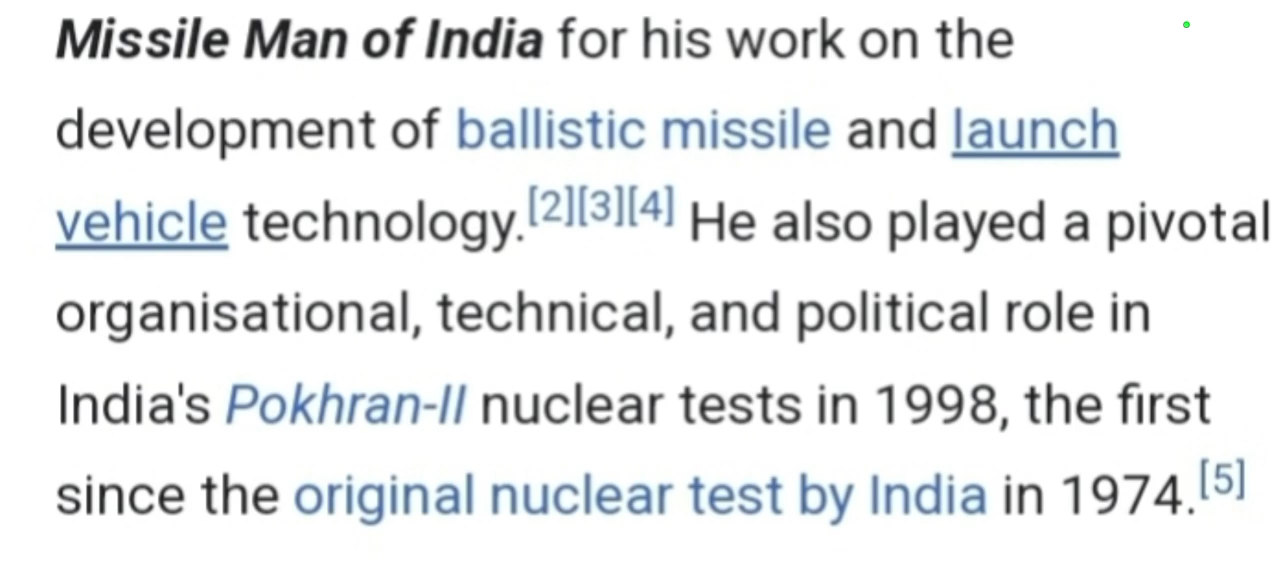 Missile Man of India for his work on the
development of ballistic missile and launch
vehicle technology.[2][3][4] He also played a pivotal
organisational, technical, and political role in
India's Pokhran-II nuclear tests in 1998, the first
since the original nuclear test by India in 1974.[5]